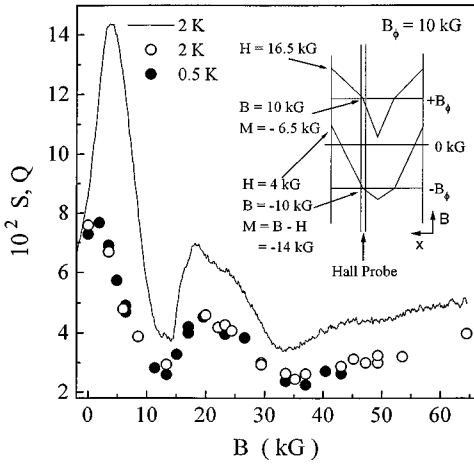 — 2 K
○ 2 K
● 0.5 K
B_ϕ = 10 kG
H = 16.5 kG
B = 10 kG
M = - 6.5 kG
H = 4 kG
B = -10 kG
M = B - H
= -14 kG
+B_ϕ
0 kG
-B_ϕ
B
x
Hall Probe
10² S, Q
14
12
10
8
6
4
2
0 10 20 30 40 50 60
B ( kG )